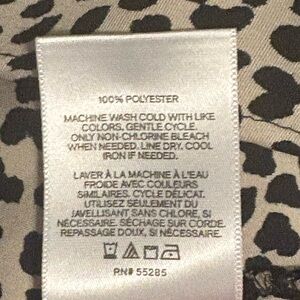 100% POLYESTER
MACHINE WASH COLD WITH LIKE
COLORS. GENTLE CYCLE.
ONLY NON-CHLORINE BLEACH
WHEN NEEDED. LINE DRY. COOL
IRON IF NEEDED.
LAVER À LA MACHINE À L'EAU
FROIDE AVEC COULEURS
SIMILAIRES. CYCLE DÉLICAT.
UTILISEZ SEULEMENT DU
JAVELLISANT SANS CHLORE, SI
NÉCESSAIRE. SÉCHAGE SUR CORDE.
REPASSAGE DOUX, SI NÉCESSAIRE.
RN# 55285